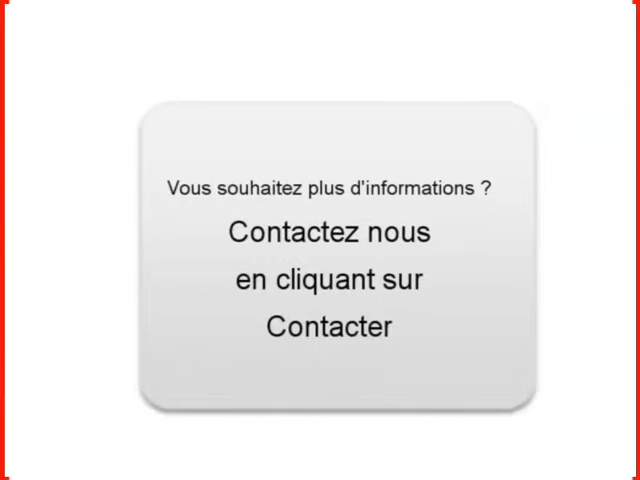 Vous souhaitez plus d'informations ?
Contactez nous
en cliquant sur
Contacter